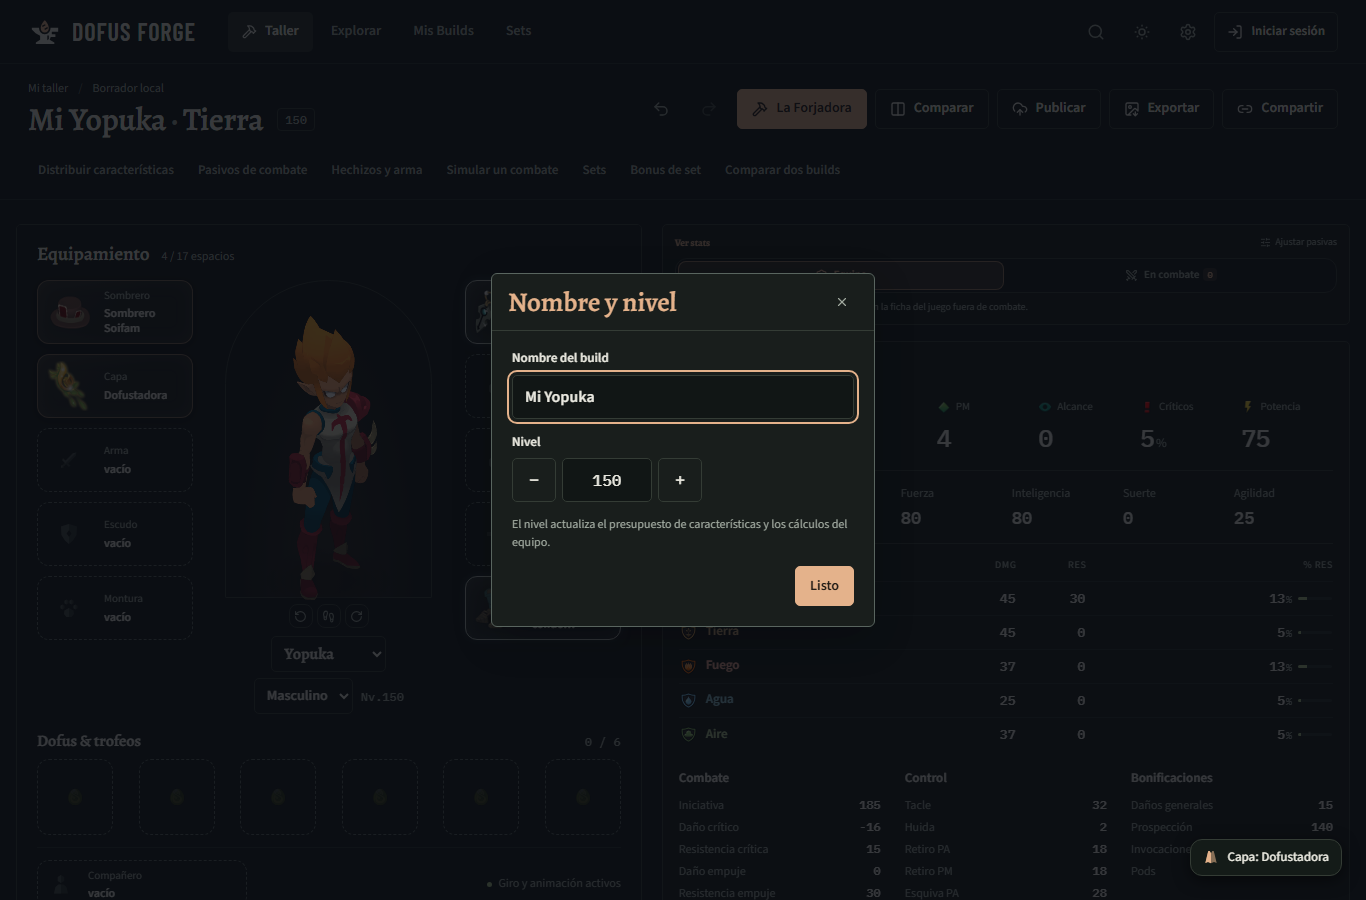 DOFUS FORGE
Taller
Explorar
Mis Builds
Sets
Iniciar sesión
Mi taller / Borrador local
Mi Yopuka · Tierra
150
La Forjadora
Comparar
Publicar
Exportar
Compartir
Distribuir características
Pasivos de combate
Hechizos y arma
Simular un combate
Sets
Bonus de set
Comparar dos builds
Equipamiento
4 / 17 espacios
Sombrero
Sombrero
Soifam
Capa
Dofustadora
Arma
vacío
Escudo
vacío
Montura
vacío
Yopuka
Masculino
Nv.150
Dofus & trofeos
0 / 6
Compañero
vacío
Giro y animación activos
Ver stats
Ajustar pasivas
En combate 0
la ficha del juego fuera de combate.
Nombre y nivel
×
Nombre del build
Mi Yopuka
Nivel
− 150 +
El nivel actualiza el presupuesto de características y los cálculos del
equipo.
Listo
PM
Alcance
Críticos
Potencia
4
0
5%
75
Fuerza
Inteligencia
Suerte
Agilidad
80
80
0
25
DMG RES % RES
45 30 13%
Tierra 45 0 5%
Fuego 37 0 13%
Agua 25 0 5%
Aire 37 0 5%
Combate
Iniciativa 185
Daño crítico -16
Resistencia crítica 15
Daño empuje 0
Resistencia empuje 30
Control
Tacle 32
Huida 2
Retiro PA 18
Retiro PM 18
Esquiva PA 28
Bonificaciones
Daños generales 15
Prospección 140
Invocacione
Pods
Capa: Dofustadora